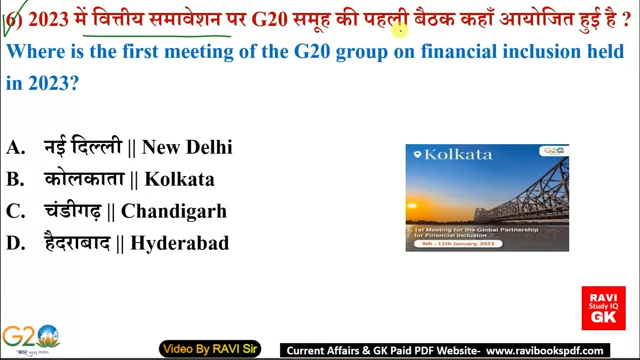 6) 2023 में वित्तीय समावेशन पर G20 समूह की पहली बैठक कहाँ आयोजित हुई है ?
Where is the first meeting of the G20 group on financial inclusion held
in 2023?
A. नई दिल्ली || New Delhi
B. कोलकाता || Kolkata
C. चंडीगढ़ || Chandigarh
D. हैदराबाद || Hyderabad
Kolkata
1st Meeting for the Global Partnership
for Financial Inclusion
9th - 11th January, 2023
RAVI
Study IQ
GK
G20
Video By RAVI Sir
Current Affairs & GK Paid PDF Website- www.ravibookspdf.com